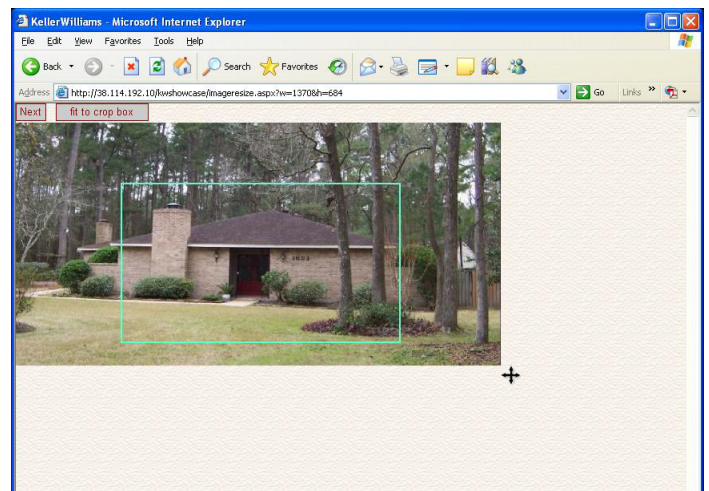 KellerWilliams - Microsoft Internet Explorer
File Edit View Favorites Tools Help
Back Search Favorites
Address http://38.114.192.10/kwshowcase/imageresize.aspx?w=1370&h=684 Go Links »
Next fit to crop box